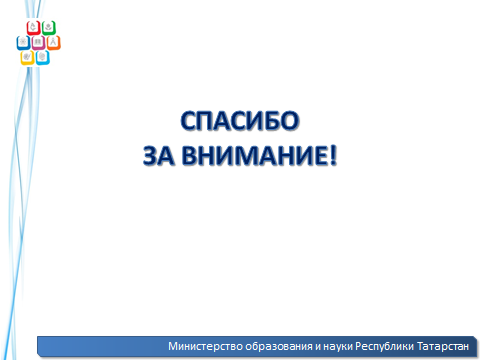 СПАСИБО
ЗА ВНИМАНИЕ!
Министерство образования и науки Республики Татарстан